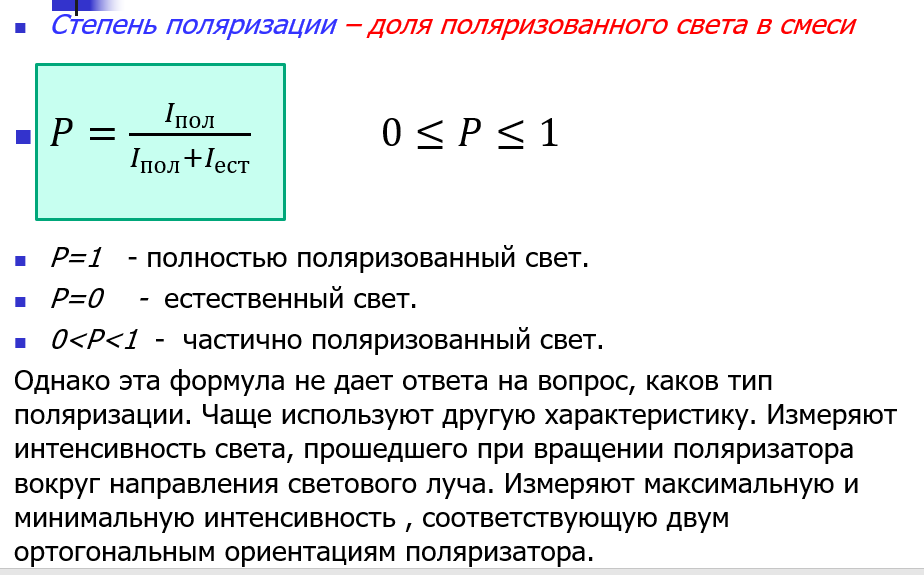 Степень поляризации – доля поляризованного света в смеси
P = Iпол / (Iпол+Iест)
0 ≤ P ≤ 1
P=1 - полностью поляризованный свет.
P=0 - естественный свет.
0<P<1 - частично поляризованный свет.
Однако эта формула не дает ответа на вопрос, каков тип
поляризации. Чаще используют другую характеристику. Измеряют
интенсивность света, прошедшего при вращении поляризатора
вокруг направления светового луча. Измеряют максимальную и
минимальную интенсивность , соответствующую двум
ортогональным ориентациям поляризатора.